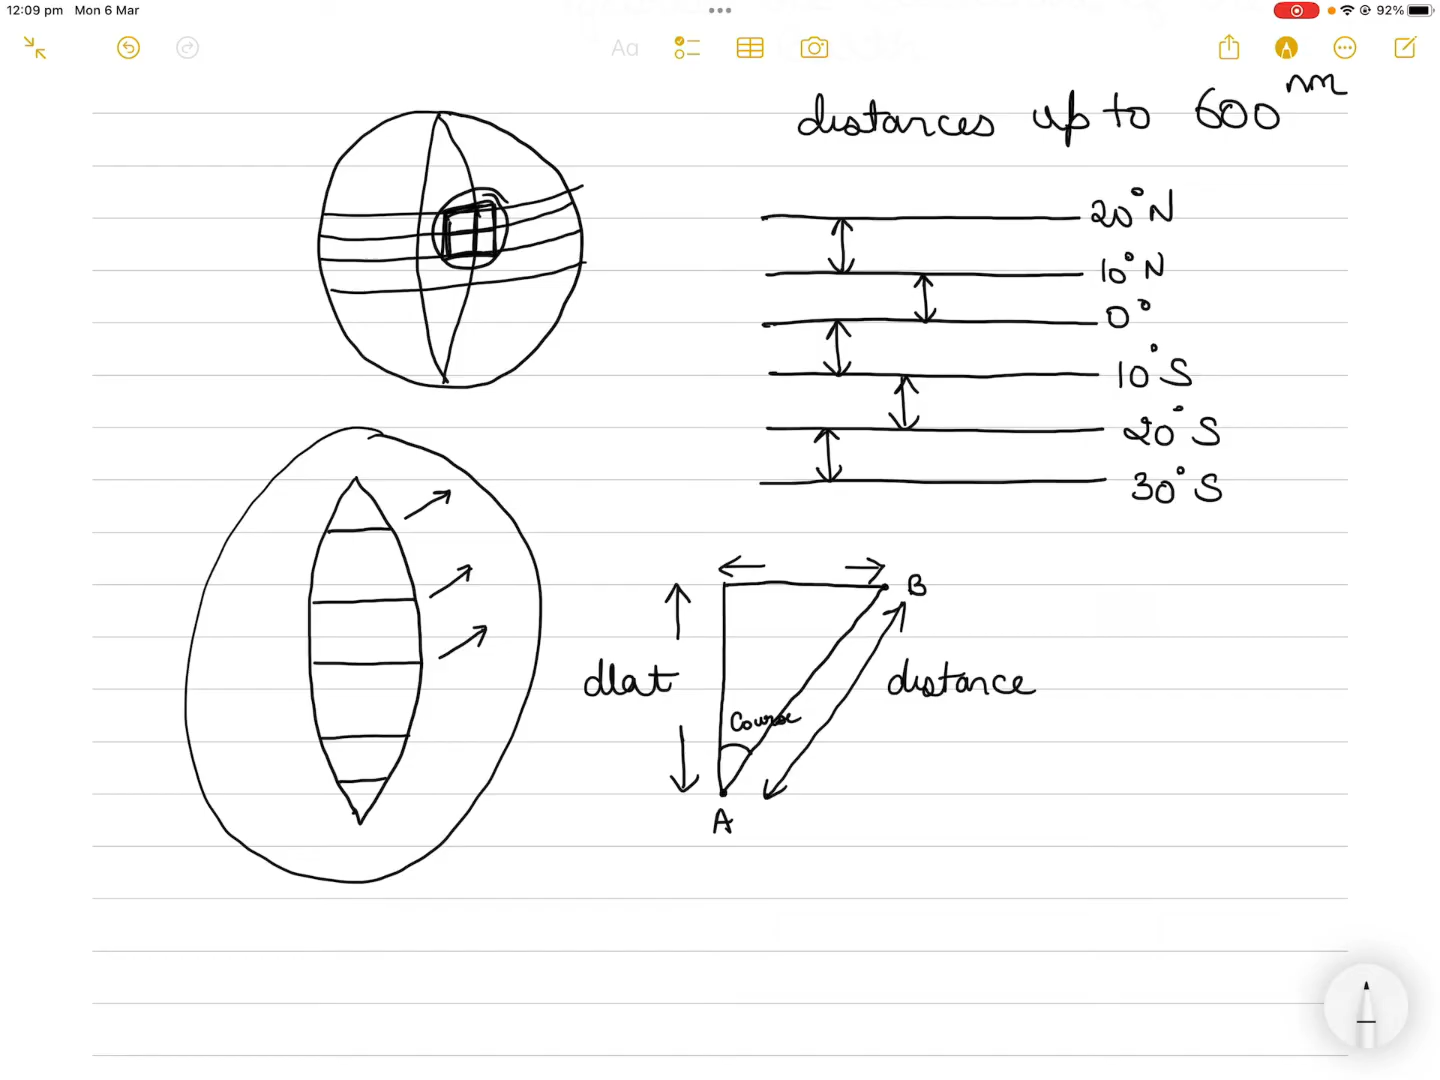 12:09 pm Mon 6 Mar
92%
Aa
distances up to 600 nm
20° N
10° N
0°
10° S
20° S
30° S
B
dlat
distance
Course
A